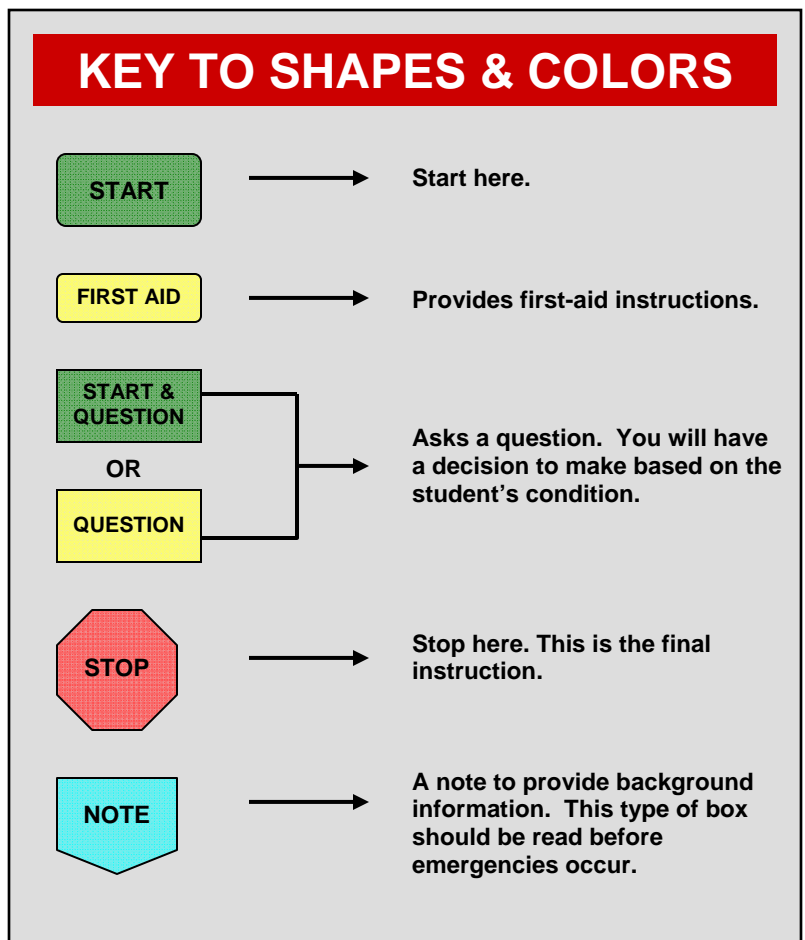 KEY TO SHAPES & COLORS
START
Start here.
FIRST AID
Provides first-aid instructions.
START &
QUESTION
OR
QUESTION
Asks a question.  You will have
a decision to make based on the
student’s condition.
STOP
Stop here. This is the final
instruction.
NOTE
A note to provide background
information.  This type of box
should be read before
emergencies occur.